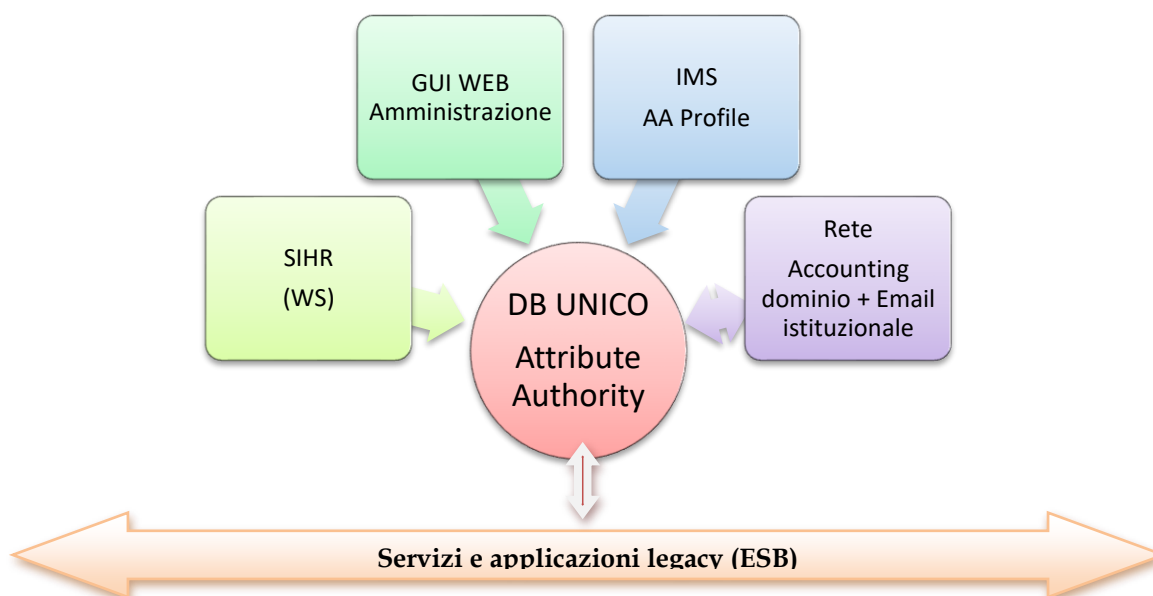 GUI WEB
Amministrazione
IMS
AA Profile
SIHR
(WS)
Rete
Accounting
dominio + Email
istituzionale
DB UNICO
Attribute
Authority
Servizi e applicazioni legacy (ESB)